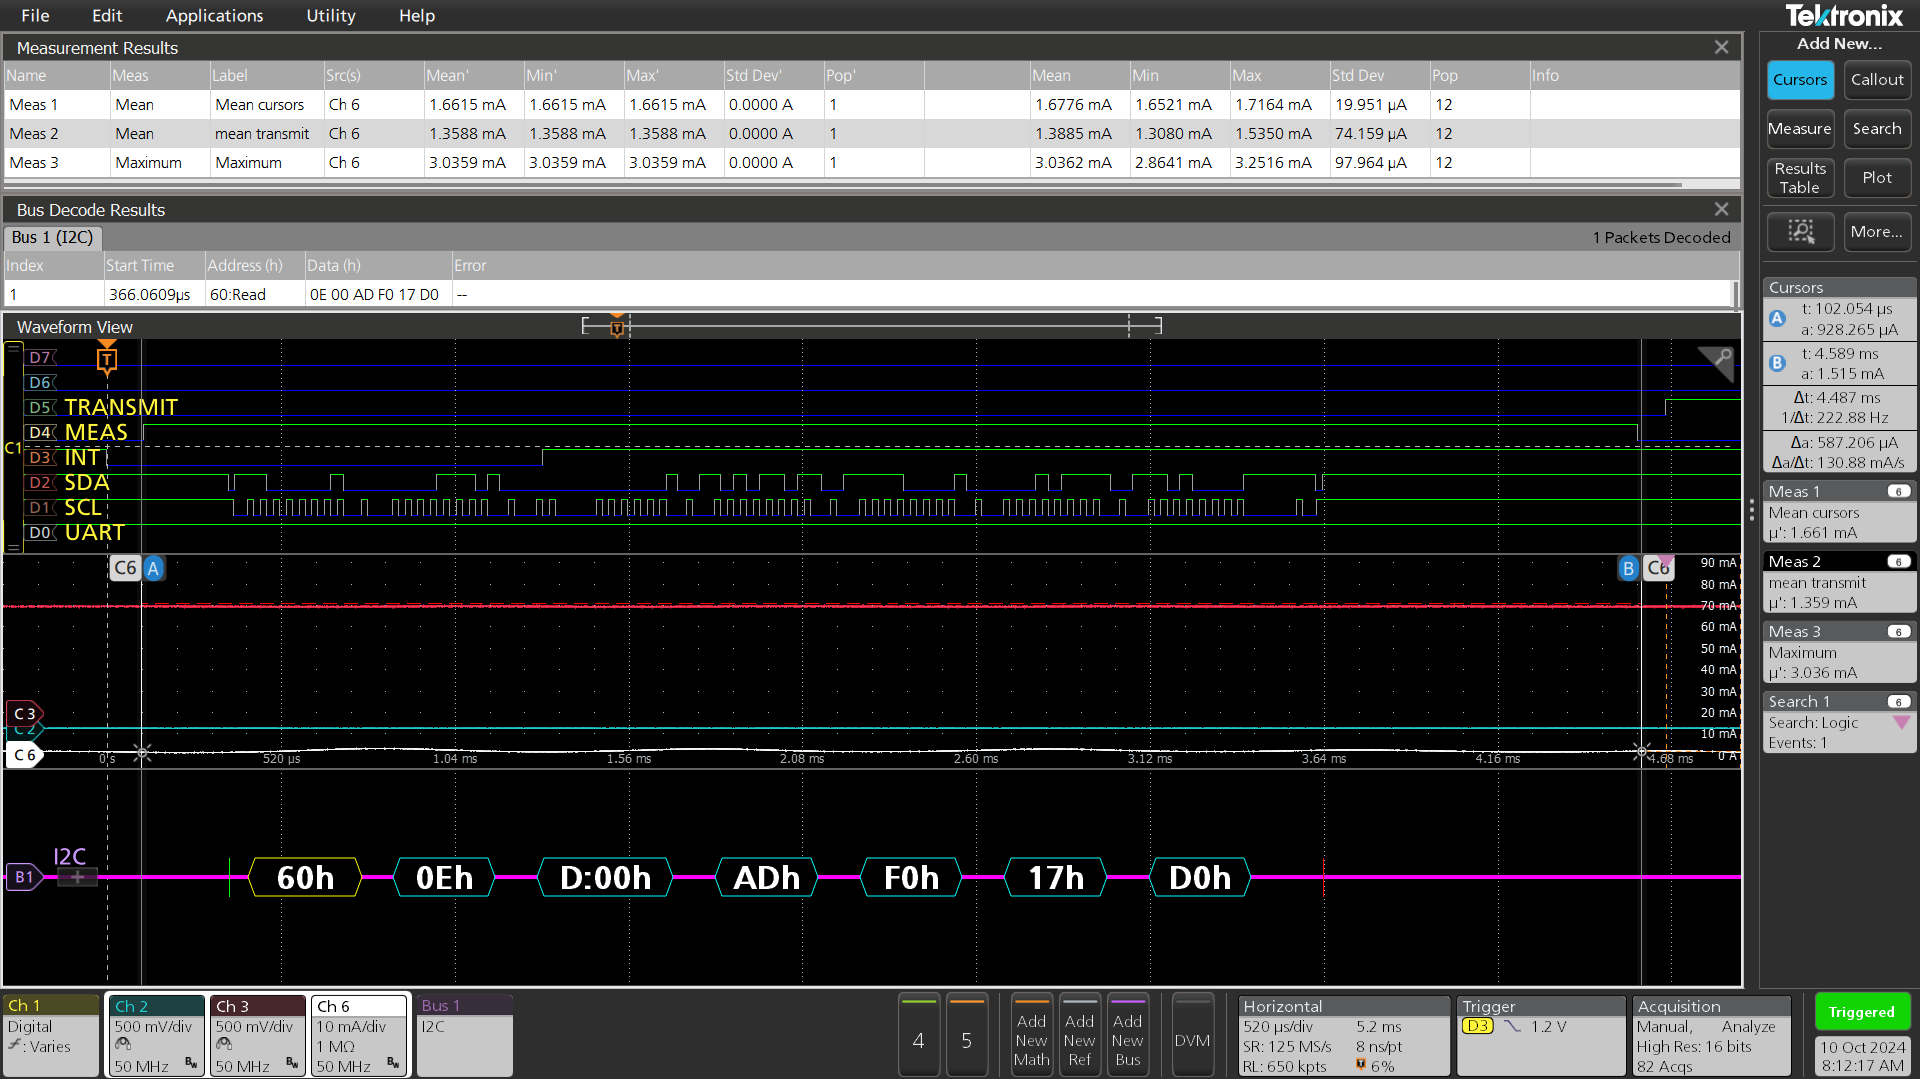 File Edit Applications Utility Help
Tektronix
Add New...
Measurement Results
Name Meas Label Src(s) Mean' Min' Max' Std Dev' Pop' Mean Min Max Std Dev Pop Info
Meas 1 Mean Mean cursors Ch 6 1.6615 mA 1.6615 mA 1.6615 mA 0.0000 A 1 1.6776 mA 1.6521 mA 1.7164 mA 19.951 µA 12
Meas 2 Mean mean transmit Ch 6 1.3588 mA 1.3588 mA 1.3588 mA 0.0000 A 1 1.3885 mA 1.3080 mA 1.5350 mA 74.159 µA 12
Meas 3 Maximum Maximum Ch 6 3.0359 mA 3.0359 mA 3.0359 mA 0.0000 A 1 3.0362 mA 2.8641 mA 3.2516 mA 97.964 µA 12
Bus Decode Results
Bus 1 (I2C) 1 Packets Decoded
Index Start Time Address (h) Data (h) Error
1 366.0609µs 60:Read 0E 00 AD F0 17 D0 --
Waveform View
T
T
D7
D6
D5 TRANSMIT
D4 MEAS
C1
D3 INT
D2 SDA
D1 SCL
D0 UART
C6 A B C6
90 mA
80 mA
70 mA
60 mA
50 mA
40 mA
30 mA
20 mA
10 mA
0 A
C 3
C 2
C 6
0 s 520 µs 1.04 ms 1.56 ms 2.08 ms 2.60 ms 3.12 ms 3.64 ms 4.16 ms 4.68 ms
I2C
B1 + 60h 0Eh D:00h ADh F0h 17h D0h
Cursors Callout
Measure Search
Results Table Plot
More...
Cursors
A t: 102.054 µs
a: 928.265 µA
B t: 4.589 ms
a: 1.515 mA
Δt: 4.487 ms
1/Δt: 222.88 Hz
Δa: 587.206 µA
Δa/Δt: 130.88 mA/s
Meas 1 6
Mean cursors
µ': 1.661 mA
Meas 2 6
mean transmit
µ': 1.359 mA
Meas 3 6
Maximum
µ': 3.036 mA
Search 1 6
Search: Logic
Events: 1
Ch 1
Digital
: Varies
Ch 2
500 mV/div
50 MHz Bw
Ch 3
500 mV/div
50 MHz Bw
Ch 6
10 mA/div
1 MΩ
50 MHz Bw
Bus 1
I2C
4
5
Add New Math
Add New Ref
Add New Bus
DVM
Horizontal
520 µs/div 5.2 ms
SR: 125 MS/s 8 ns/pt
RL: 650 kpts T 6%
Trigger
D3 1.2 V
Acquisition
Manual, Analyze
High Res: 16 bits
82 Acqs
Triggered
10 Oct 2024
8:12:17 AM